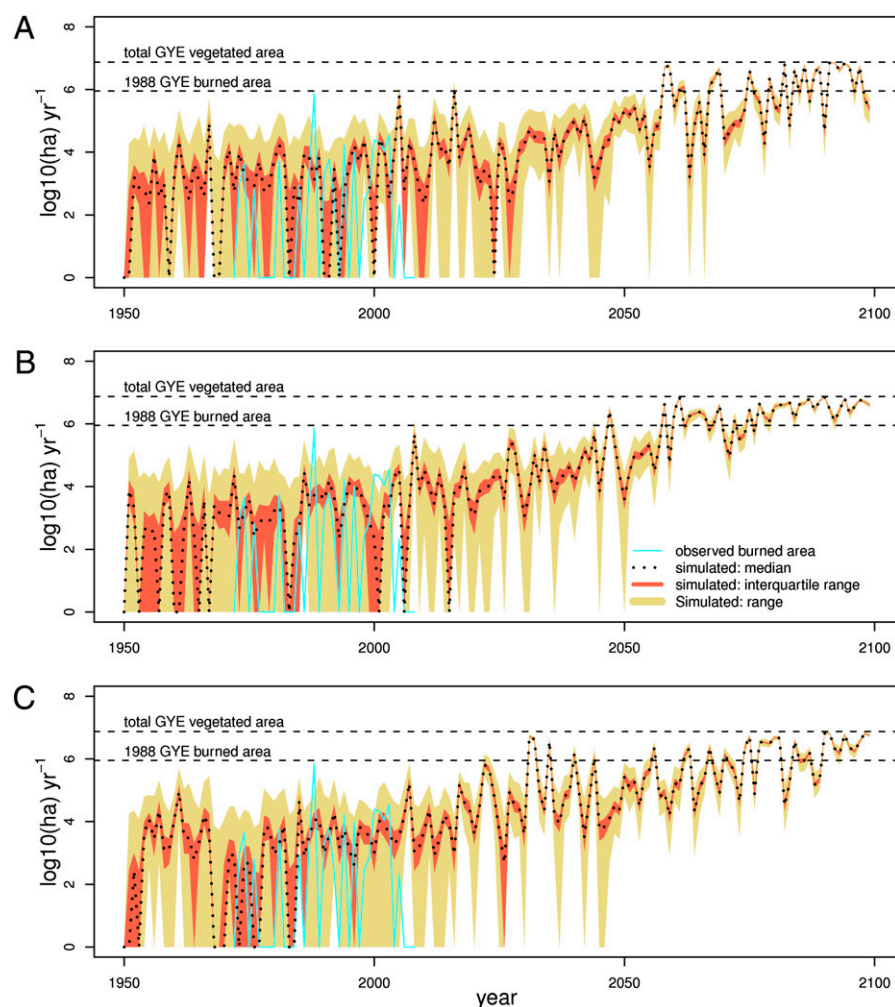 A
8
6
4
2
0
log10(ha) yr⁻¹
total GYE vegetated area
1988 GYE burned area
1950
2000
2050
2100
B
8
6
4
2
0
log10(ha) yr⁻¹
total GYE vegetated area
1988 GYE burned area
observed burned area
simulated: median
simulated: interquartile range
Simulated: range
1950
2000
2050
2100
C
8
6
4
2
0
log10(ha) yr⁻¹
total GYE vegetated area
1988 GYE burned area
1950
2000
2050
2100
year